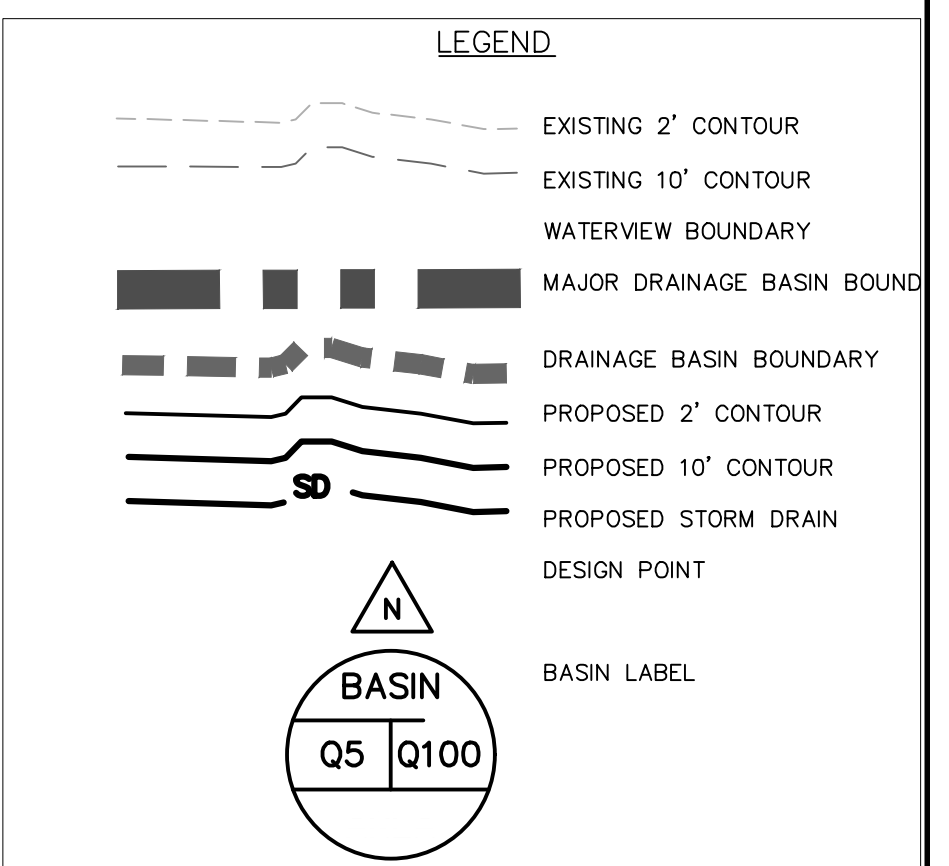 LEGEND
EXISTING 2' CONTOUR
EXISTING 10' CONTOUR
WATERVIEW BOUNDARY
MAJOR DRAINAGE BASIN BOUND
DRAINAGE BASIN BOUNDARY
PROPOSED 2' CONTOUR
PROPOSED 10' CONTOUR
SD
PROPOSED STORM DRAIN
DESIGN POINT
N
BASIN LABEL
BASIN
Q5 Q100